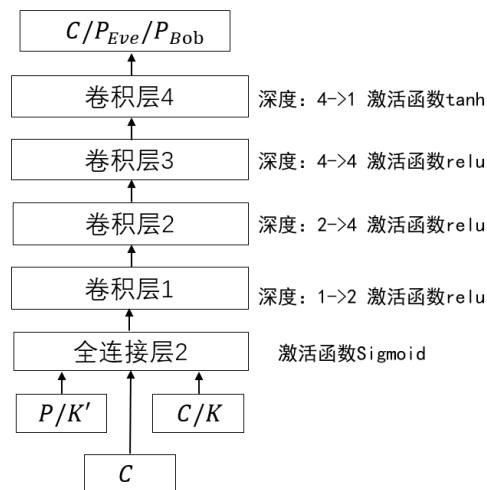 C/P_{Eve}/P_{Bob}
卷积层4 深度：4->1 激活函数tanh
卷积层3 深度：4->4 激活函数relu
卷积层2 深度：2->4 激活函数relu
卷积层1 深度：1->2 激活函数relu
全连接层2 激活函数Sigmoid
P/K′ C/K
C